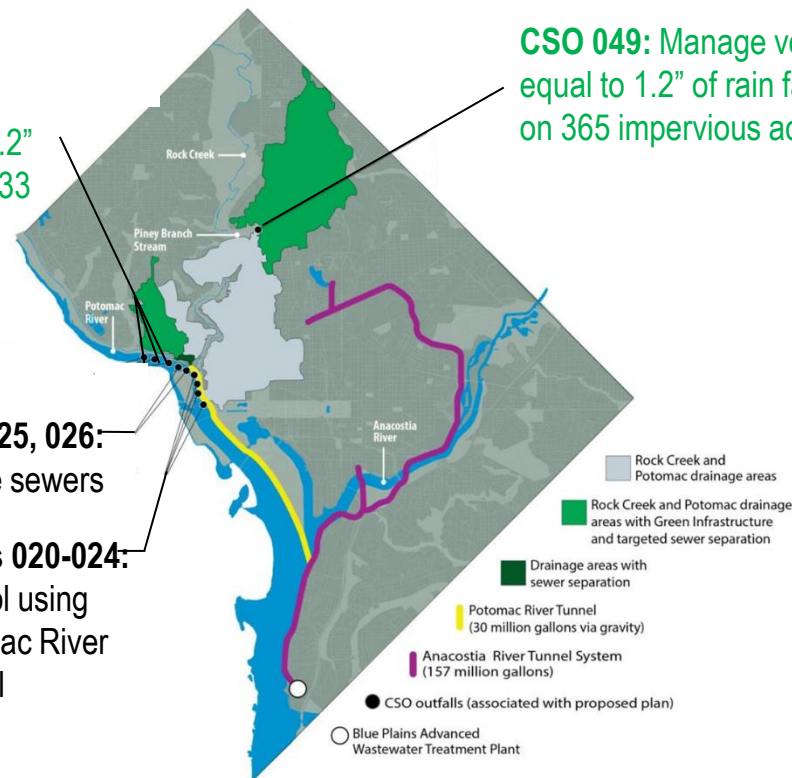 CSO 049: Manage
equal to 1.2” of rain
on 365 impervious
.2”
33
Rock Creek
Piney Branch
Stream
Potomac
River
25, 026:
sewers
020-024:
using
River
Anacostia
River
Rock Creek and
Potomac drainage areas
Rock Creek and Potomac drainage
areas with Green Infrastructure
and targeted sewer separation
Drainage areas with
sewer separation
Potomac River Tunnel
(30 million gallons via gravity)
Anacostia River Tunnel System
(157 million gallons)
CSO outfalls (associated with proposed plan)
Blue Plains Advanced
Wastewater Treatment Plant